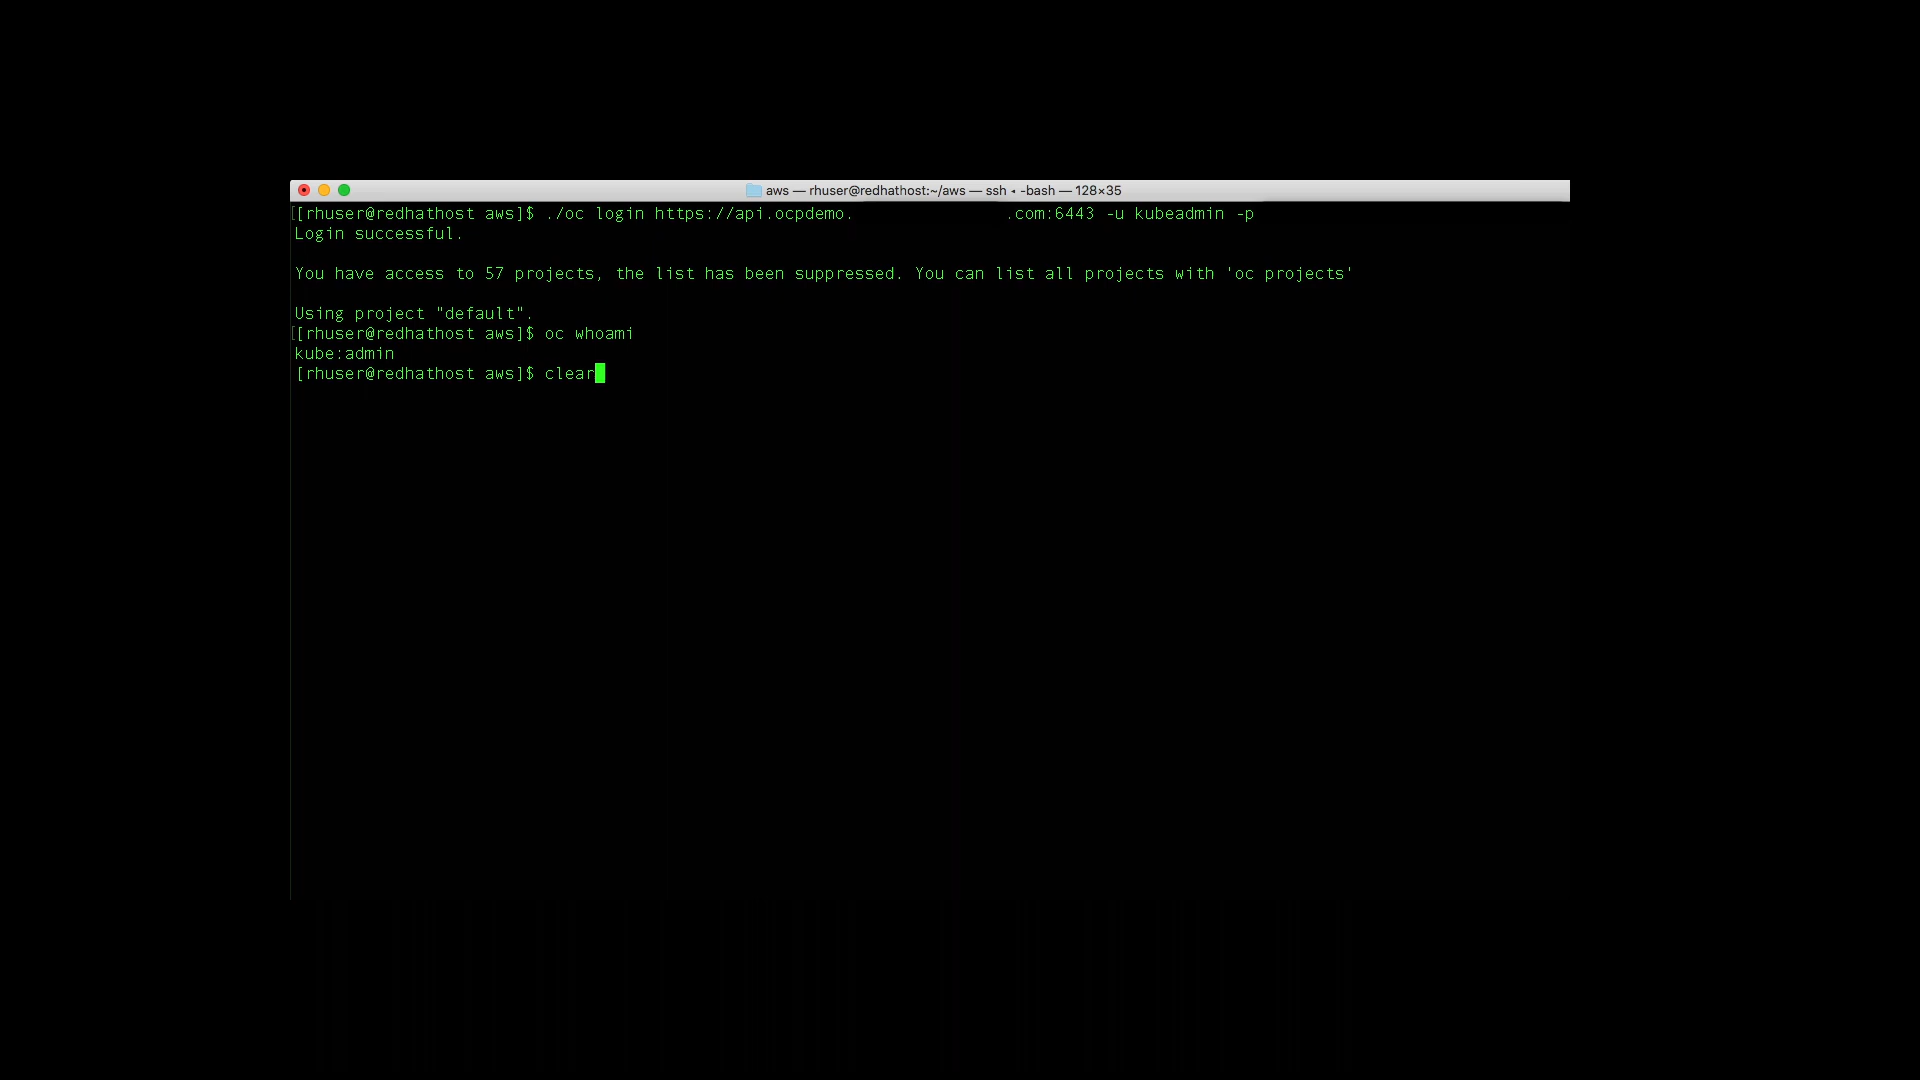 aws — rhuser@redhathost:~/aws — ssh ◂ -bash — 128×35
[[rhuser@redhathost aws]$ ./oc login https://api.ocpdemo.               .com:6443 -u kubeadmin -p
Login successful.
You have access to 57 projects, the list has been suppressed. You can list all projects with 'oc projects'
Using project "default".
[[rhuser@redhathost aws]$ oc whoami
kube:admin
[rhuser@redhathost aws]$ clear